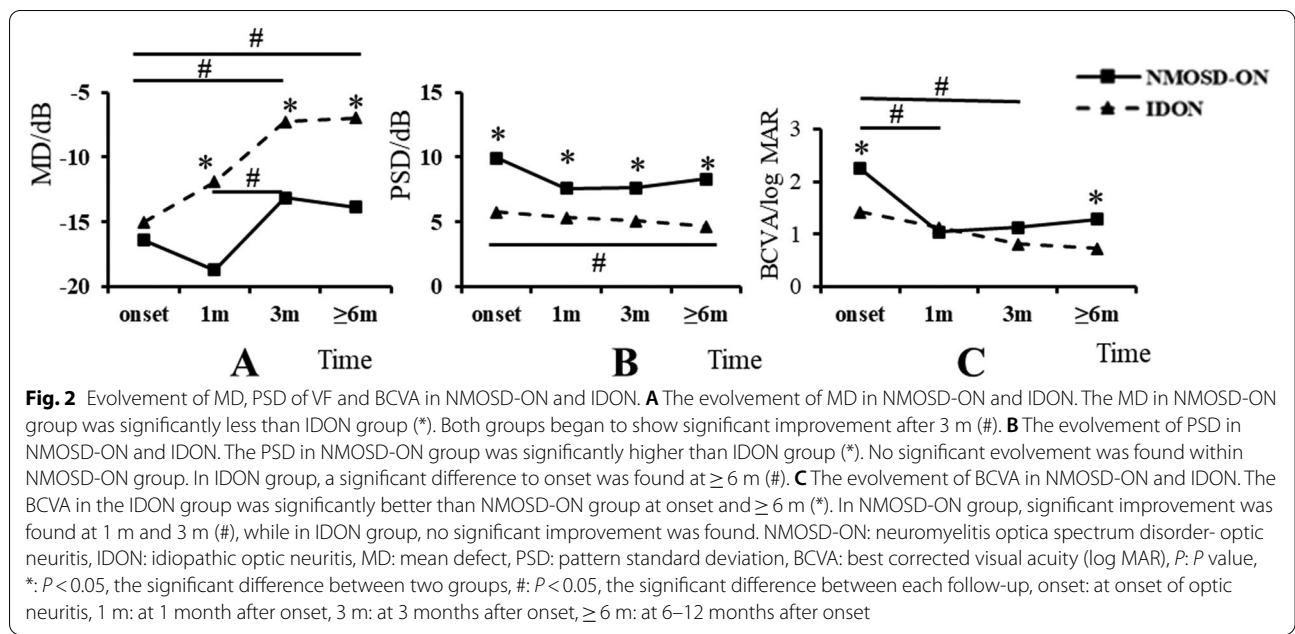 #
#
-5
-10
-15
-20
MD/dB
*
*
*
#
onset
1m
3m
≥6m
A
Time
15
10
5
0
PSD/dB
*
*
*
*
#
onset
1m
3m
≥6m
B
Time
NMOSD-ON
IDON
#
#
3
2
1
0
BCVA/log MAR
*
*
onset
1m
3m
≥6m
C
Time
Fig. 2 Evolvement of MD, PSD of VF and BCVA in NMOSD-ON and IDON. A The evolvement of MD in NMOSD-ON and IDON. The MD in NMOSD-ON
group was significantly less than IDON group (*). Both groups began to show significant improvement after 3 m (#). B The evolvement of PSD in
NMOSD-ON and IDON. The PSD in NMOSD-ON group was significantly higher than IDON group (*). No significant evolvement was found within
NMOSD-ON group. In IDON group, a significant difference to onset was found at ≥ 6 m (#). C The evolvement of BCVA in NMOSD-ON and IDON. The
BCVA in the IDON group was significantly better than NMOSD-ON group at onset and ≥ 6 m (*). In NMOSD-ON group, significant improvement was
found at 1 m and 3 m (#), while in IDON group, no significant improvement was found. NMOSD-ON: neuromyelitis optica spectrum disorder- optic
neuritis, IDON: idiopathic optic neuritis, MD: mean defect, PSD: pattern standard deviation, BCVA: best corrected visual acuity (log MAR), P: P value,
*: P < 0.05, the significant difference between two groups, #: P < 0.05, the significant difference between each follow-up, onset: at onset of optic
neuritis, 1 m: at 1 month after onset, 3 m: at 3 months after onset, ≥ 6 m: at 6–12 months after onset